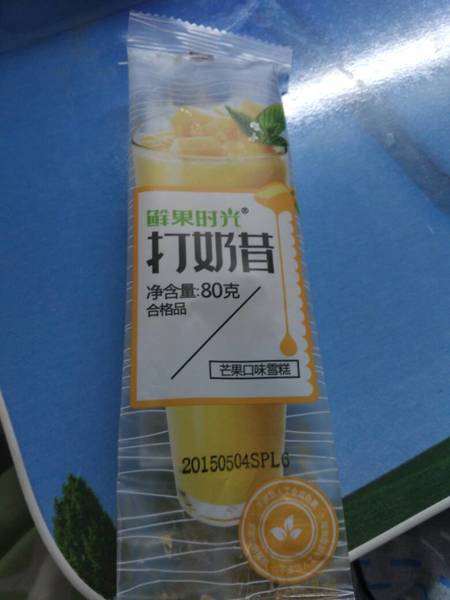 鲜果时光®
打奶昔
净含量:80克
合格品
芒果口味雪糕
20150504SPL6